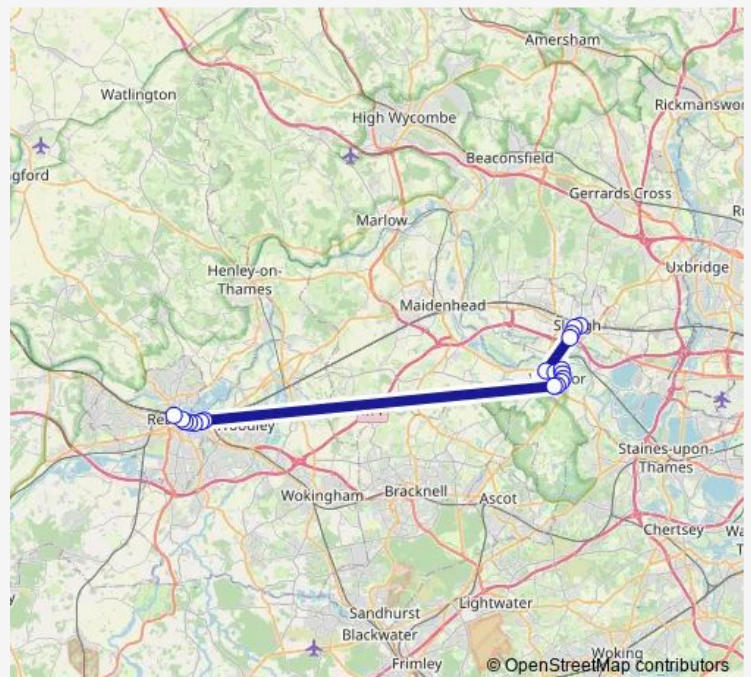 Amersham
Watlington
Rickmanswor
High Wycombe
Beaconsfield
gford
Gerrards Cross
Marlow
Uxbridge
Henley-on-
Thames
Maidenhead
Staines-upon-
Thames
Wokingham
Bracknell
Ascot
Chertsey
Lightwater
Sandhurst
Blackwater
Frimley
Woking
© OpenStreetMap contributors